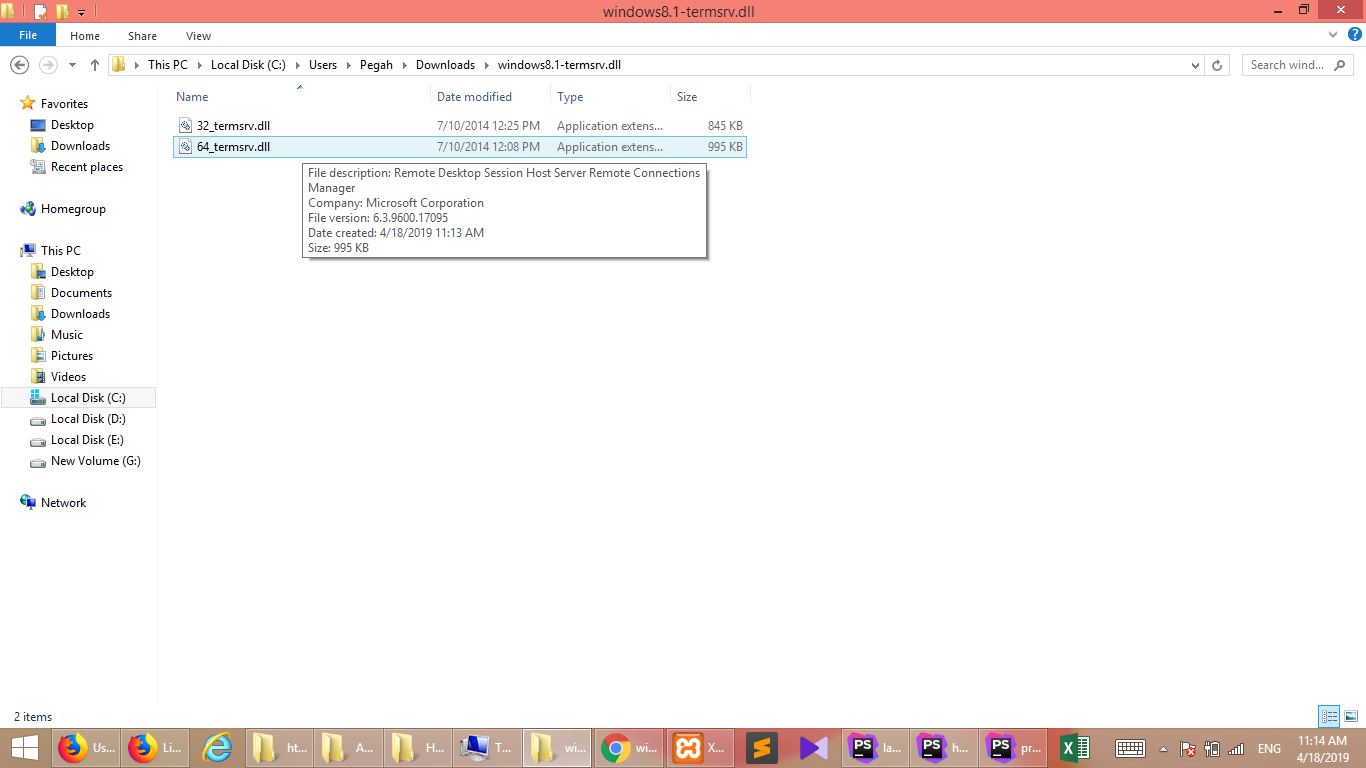 windows8.1-termsrv.dll
File Home Share View
This PC Local Disk (C:) Users Pegah Downloads windows8.1-termsrv.dll
Search wind...
Name Date modified Type Size
32_termsrv.dll 7/10/2014 12:25 PM Application extens... 845 KB
64_termsrv.dll 7/10/2014 12:08 PM Application extens... 995 KB
File description: Remote Desktop Session Host Server Remote Connections
Manager
Company: Microsoft Corporation
File version: 6.3.9600.17095
Date created: 4/18/2019 11:13 AM
Size: 995 KB
Favorites
Desktop
Downloads
Recent places
Homegroup
This PC
Desktop
Documents
Downloads
Music
Pictures
Videos
Local Disk (C:)
Local Disk (D:)
Local Disk (E:)
New Volume (G:)
Network
2 items
Us... Li... ht... A... H... T... wi... wi... X... PS la... PS h... PS pr... ENG
11:14 AM
4/18/2019